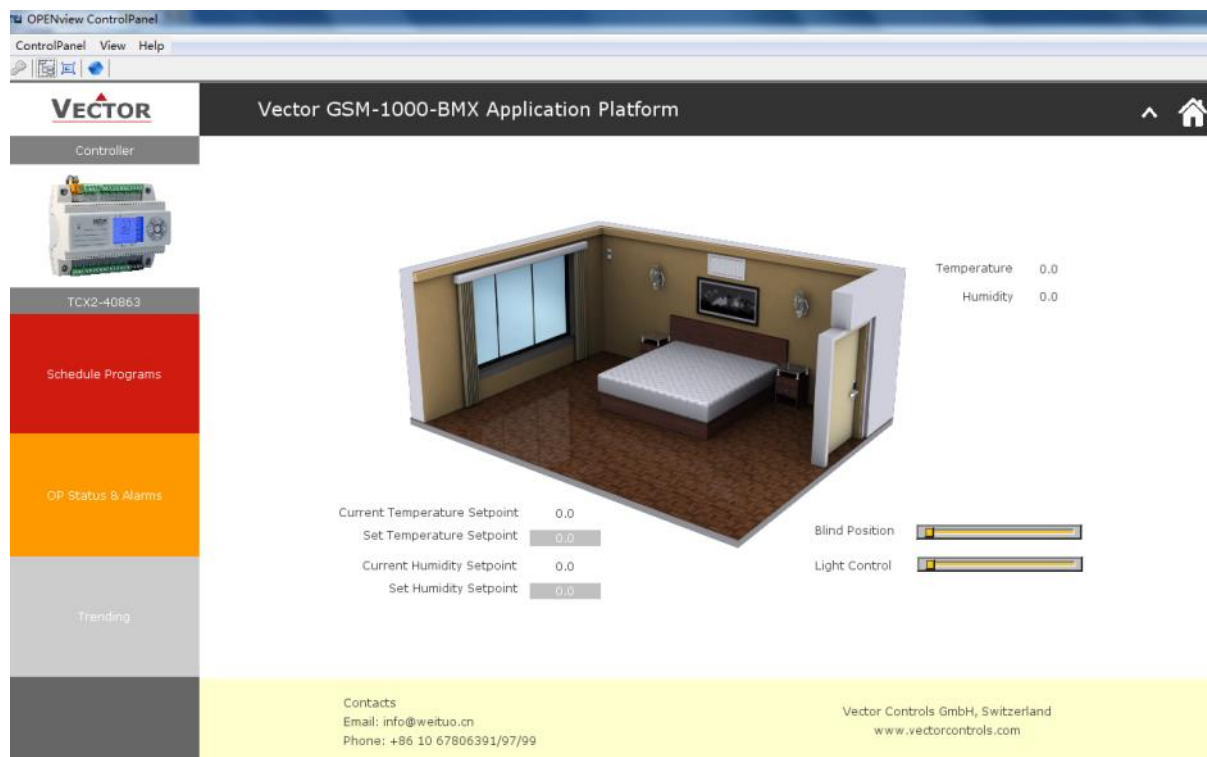 OPENview ControlPanel
ControlPanel View Help
VECTOR
Vector GSM-1000-BMX Application Platform
Controller
TCX2-40863
Schedule Programs
OP Status & Alarms
Trending
Temperature 0.0
Humidity 0.0
Current Temperature Setpoint 0.0
Set Temperature Setpoint 0.0
Current Humidity Setpoint 0.0
Set Humidity Setpoint 0.0
Blind Position
Light Control
Contacts
Email: info@weituo.cn
Phone: +86 10 67806391/97/99
Vector Controls GmbH, Switzerland
www.vectorcontrols.com